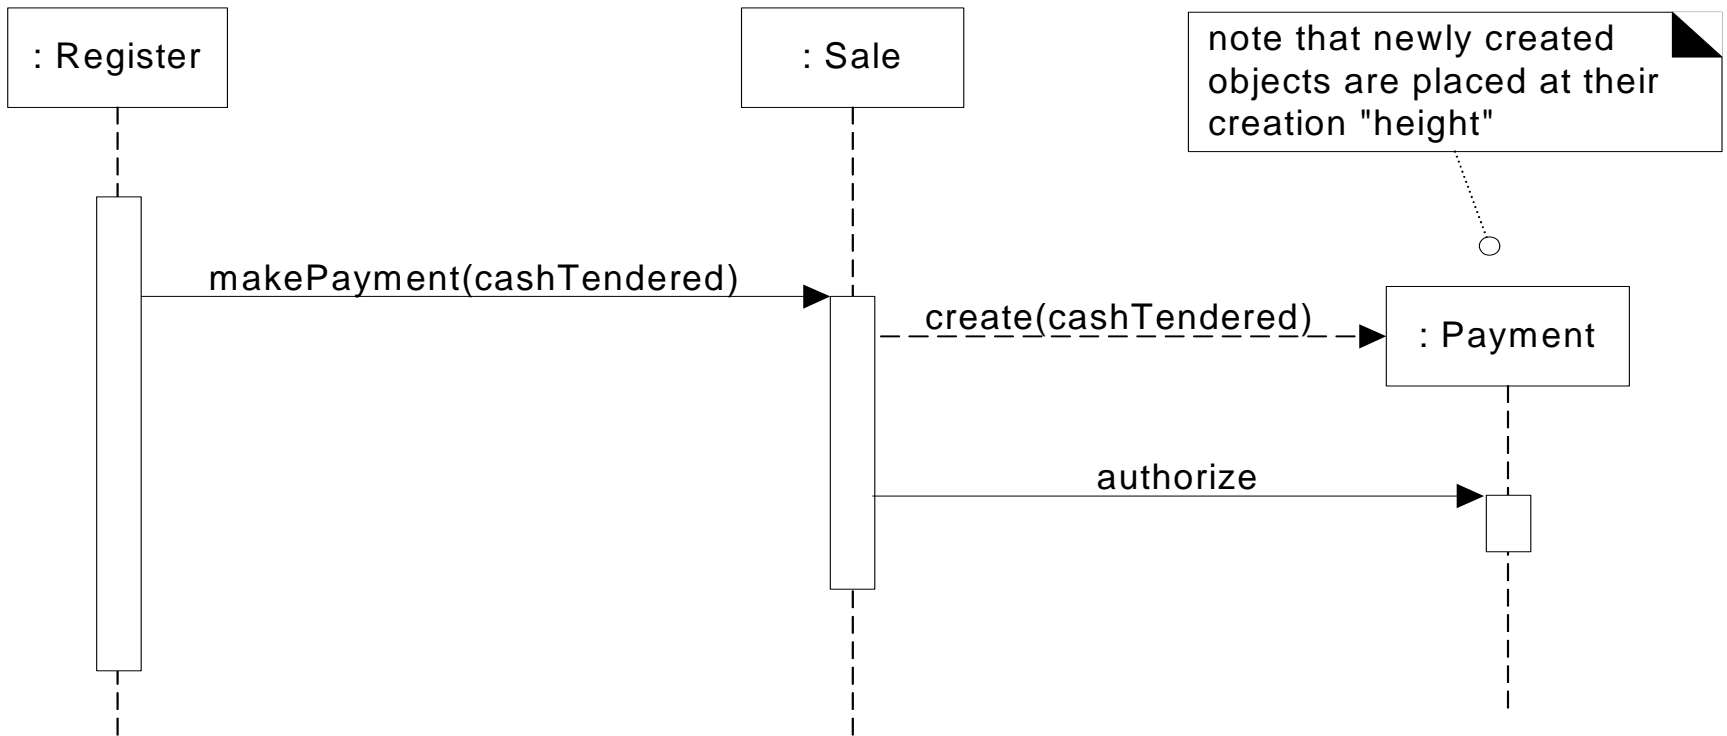 : Register
: Sale
note that newly created
objects are placed at their
creation "height"
makePayment(cashTendered)
create(cashTendered)
: Payment
authorize